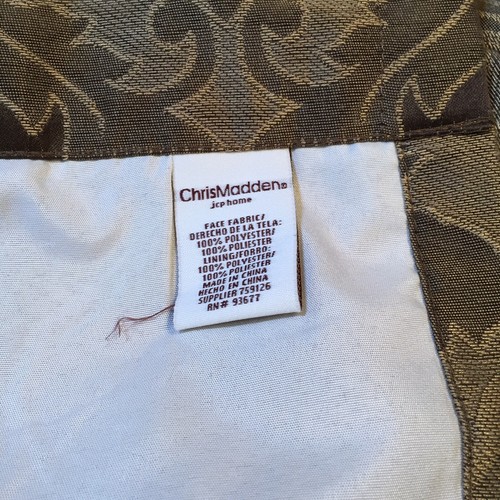 ChrisMadden®
jcp home
FACE FABRIC/
DERECHO DE LA TELA:
100% POLYESTER/
100% POLIESTER
LINING/FORRO:
100% POLYESTER/
100% POLIESTER
MADE IN CHINA
HECHO EN CHINA
SUPPLIER 759126
RN# 93677